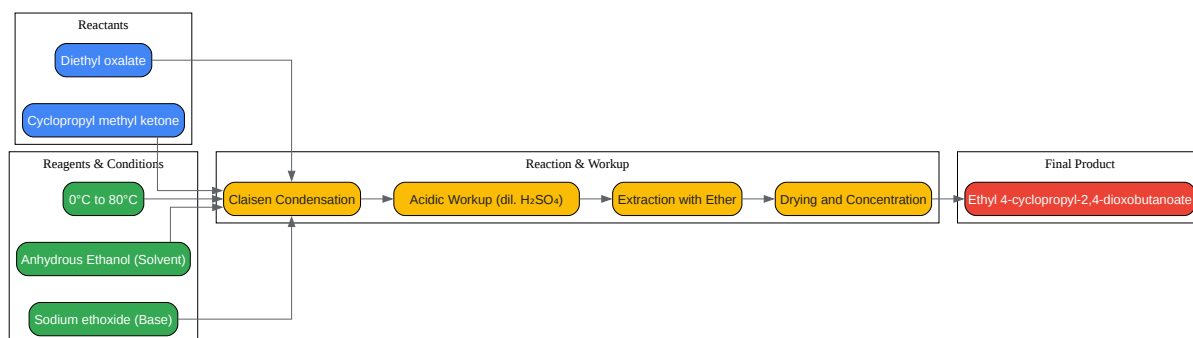 Reactants
Diethyl oxalate
Cyclopropyl methyl ketone
Reagents & Conditions
0°C to 80°C
Anhydrous Ethanol (Solvent)
Sodium ethoxide (Base)
Reaction & Workup
Claisen Condensation
Acidic Workup (dil. H₂SO₄)
Extraction with Ether
Drying and Concentration
Final Product
Ethyl 4-cyclopropyl-2,4-dioxobutanoate